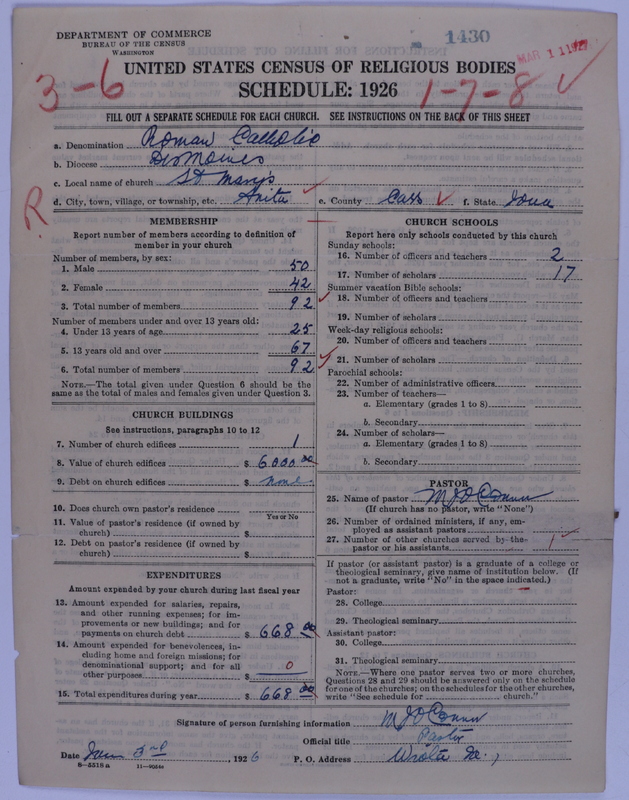 DEPARTMENT OF COMMERCE
BUREAU OF THE CENSUS
WASHINGTON
1430
MAR 11 1927
UNITED STATES CENSUS OF RELIGIOUS BODIES
SCHEDULE: 1926
3-6
1-7-8
FILL OUT A SEPARATE SCHEDULE FOR EACH CHURCH. SEE INSTRUCTIONS ON THE BACK OF THIS SHEET
a. Denomination Roman Catholic
b. Diocese Des Moines
c. Local name of church St Marys
d. City, town, village, or township, etc. Anita e. County Cass f. State Iowa
R
MEMBERSHIP
Report number of members according to definition of
member in your church
Number of members, by sex:
1. Male 50
2. Female 42
3. Total number of members 92
Number of members under and over 13 years old:
4. Under 13 years of age 25
5. 13 years old and over 67
6. Total number of members 92
NOTE.—The total given under Question 6 should be the
same as the total of males and females given under Question 3.
CHURCH BUILDINGS
See instructions, paragraphs 10 to 12
7. Number of church edifices 1
8. Value of church edifices $ 6000 00
9. Debt on church edifices $ none
10. Does church own pastor's residence
Yes or No
11. Value of pastor's residence (if owned by
church) $
12. Debt on pastor's residence (if owned by
church) $
EXPENDITURES
Amount expended by your church during last fiscal year
13. Amount expended for salaries, repairs,
and other running expenses; for im-
provements or new buildings; and for
payments on church debt $ 668 00
14. Amount expended for benevolences, in-
cluding home and foreign missions; for
denominational support; and for all
other purposes $ 0
15. Total expenditures during year $ 668 00
CHURCH SCHOOLS
Report here only schools conducted by this church
Sunday schools:
16. Number of officers and teachers 2
17. Number of scholars 17
Summer vacation Bible schools:
18. Number of officers and teachers
19. Number of scholars
Week-day religious schools:
20. Number of officers and teachers
21. Number of scholars
Parochial schools:
22. Number of administrative officers
23. Number of teachers—
a. Elementary (grades 1 to 8)
b. Secondary
24. Number of scholars—
a. Elementary (grades 1 to 8)
b. Secondary
PASTOR
25. Name of pastor M J O'Connor
(If church has no pastor, write "None")
26. Number of ordained ministers, if any, em-
ployed as assistant pastors
27. Number of other churches served by the
pastor or his assistants 1
If pastor (or assistant pastor) is a graduate of a college or
theological seminary, give name of institution below. (If
not a graduate, write "No" in the space indicated.)
Pastor:
28. College
29. Theological seminary
Assistant pastor:
30. College
31. Theological seminary
NOTE.—Where one pastor serves two or more churches,
Questions 28 and 29 should be answered only on the schedule
for one of the churches; on the schedules for the other churches,
write "See schedule for church."
Signature of person furnishing information M J O'Connor
Official title Pastor
Date Jan 3rd, 1926 P. O. Address Wiota Ia.,
8—5518a